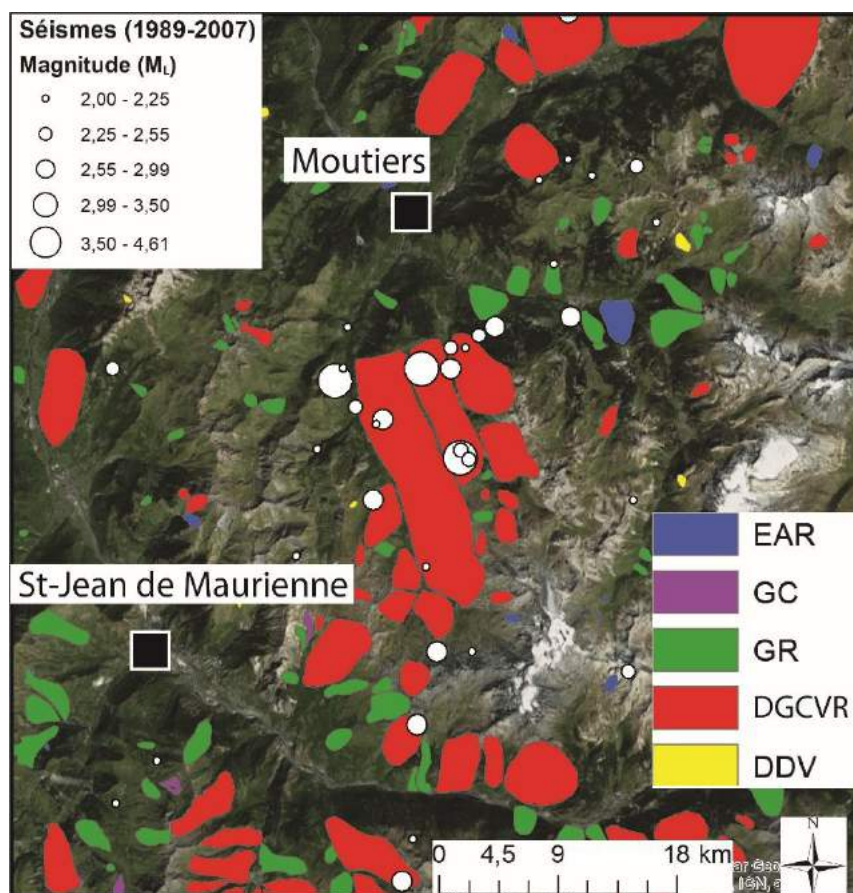 Séismes (1989-2007)
Magnitude (ML)
2,00 - 2,25
2,25 - 2,55
2,55 - 2,99
2,99 - 3,50
3,50 - 4,61
Moutiers
St-Jean de Maurienne
EAR
GC
GR
DGCVR
DDV
0 4,5 9 18 km
N
IGN,